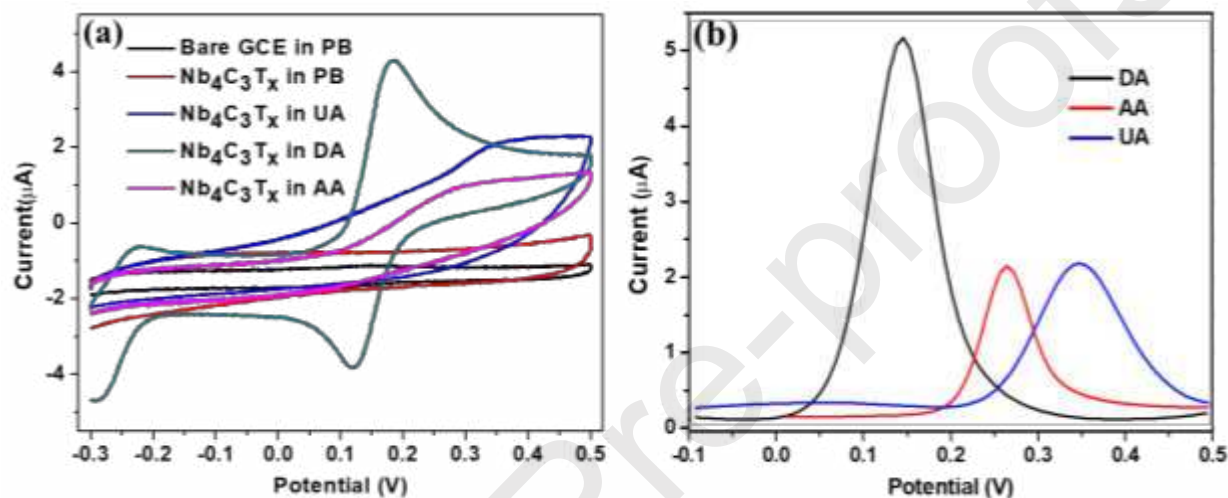 (a)
Bare GCE in PB
Nb4C3Tx in PB
Nb4C3Tx in UA
Nb4C3Tx in DA
Nb4C3Tx in AA
Current(μA)
4
2
0
-2
-4
-0.3 -0.2 -0.1 0.0 0.1 0.2 0.3 0.4 0.5
Potential (V)
(b)
DA
AA
UA
Current (μA)
5
4
3
2
1
0
-0.1 0.0 0.1 0.2 0.3 0.4 0.5
Potential (V)
Pre-proofs